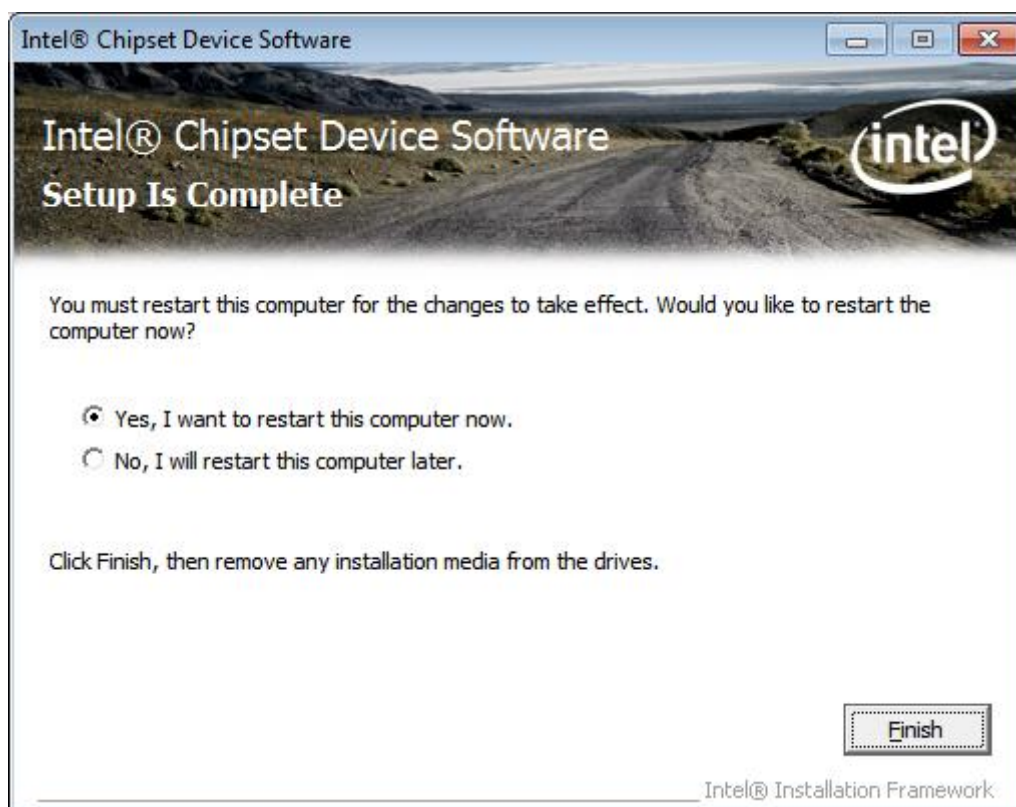 Intel® Chipset Device Software
Intel® Chipset Device Software
intel
Setup Is Complete
You must restart this computer for the changes to take effect. Would you like to restart the
computer now?
Yes, I want to restart this computer now.
No, I will restart this computer later.
Click Finish, then remove any installation media from the drives.
Finish
Intel® Installation Framework